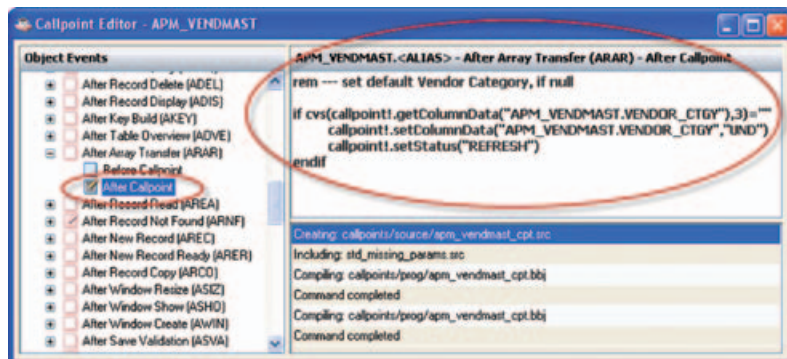 Callpoint Editor - APM_VENDMAST
Object Events
After Record Delete (ADEL)
After Record Display (ADIS)
After Key Build (AKEY)
After Table Overview (ADVE)
After Array Transfer (ARAR)
Before Callpoint
After Callpoint
After Record Read (AREA)
After Record Not Found (ARNF)
After New Record (AREC)
After New Record Ready (ARER)
After Record Copy (ARCO)
After Window Resize (ASIZ)
After Window Show (ASHO)
After Window Create (AWIN)
After Save Validation (ASVA)
APM_VENDMAST.<ALIAS> - After Array Transfer (ARAR) - After Callpoint
rem --- set default Vendor Category, if null
if cvs(callpoint!.getColumnData("APM_VENDMAST.VENDOR_CTGY"),3)=""
callpoint!.setColumnData("APM_VENDMAST.VENDOR_CTGY","UND")
callpoint!.setStatus("REFRESH")
endif
Creating: callpoints/source/apm_vendmast_cpt.src
Including: std_missing_params.src
Compiling: callpoints/prog/apm_vendmast_cpt.bbj
Command completed
Compiling: callpoints/prog/apm_vendmast_cpt.bbj
Command completed